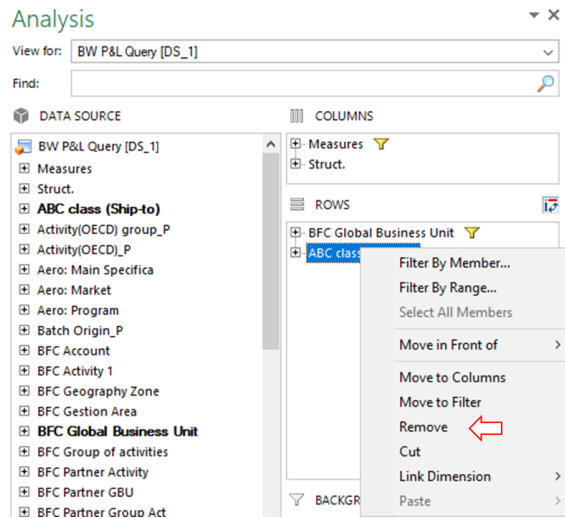 Analysis
View for: BW P&L Query [DS_1]
Find:
DATA SOURCE
BW P&L Query [DS_1]
Measures
Struct.
ABC class (Ship-to)
Activity(OECD) group_P
Activity(OECD)_P
Aero: Main Specifica
Aero: Market
Aero: Program
Batch Origin_P
BFC Account
BFC Activity 1
BFC Geography Zone
BFC Gestion Area
BFC Global Business Unit
BFC Group of activities
BFC Partner Activity
BFC Partner GBU
BFC Partner Group Act
COLUMNS
Measures
Struct.
ROWS
BFC Global Business Unit
ABC clas
Filter By Member...
Filter By Range...
Select All Members
Move in Front of
Move to Columns
Move to Filter
Remove
Cut
Link Dimension
Paste
BACKGR